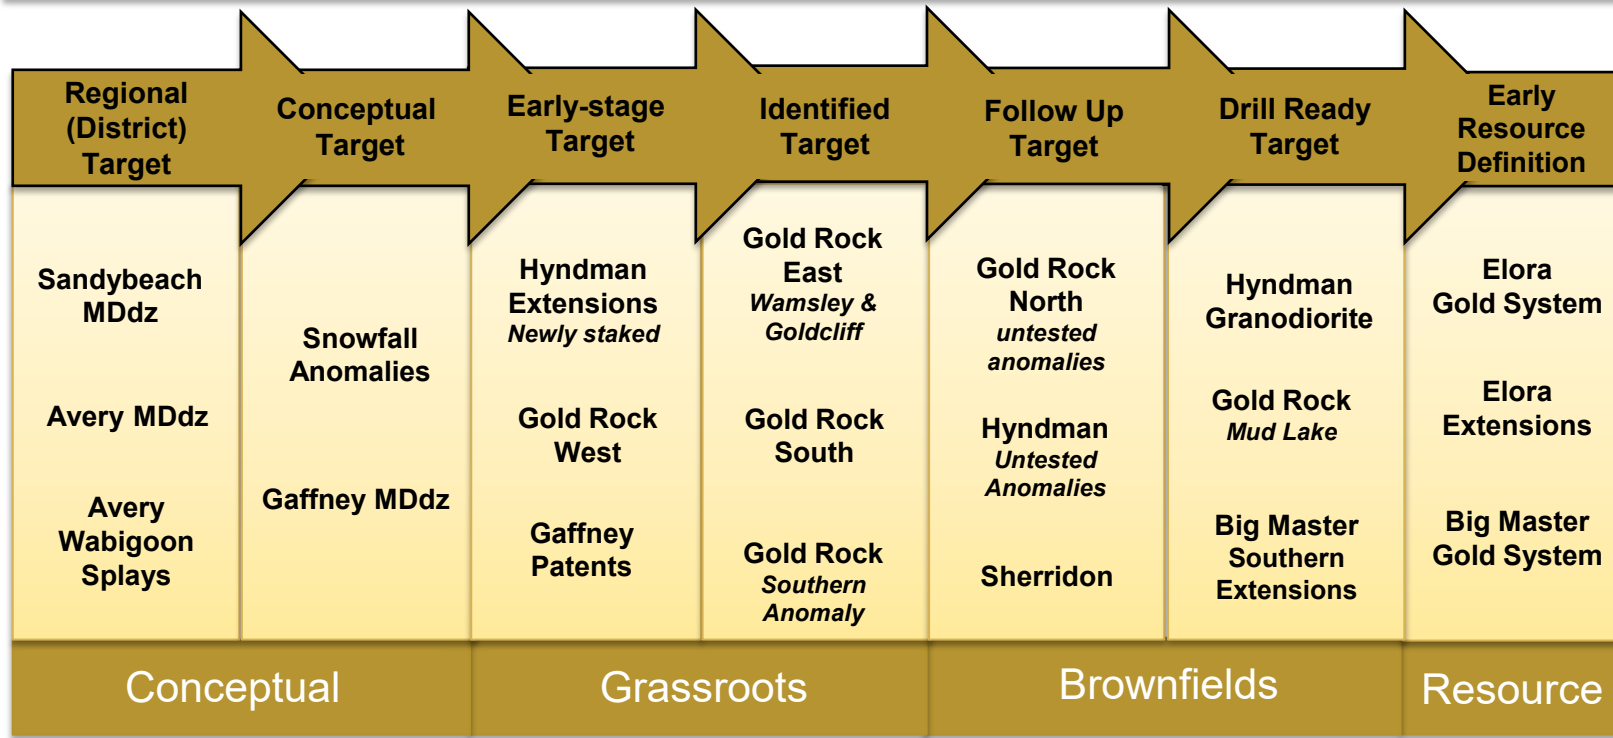 Regional
(District)
Target
Conceptual
Target
Early-stage
Target
Identified
Target
Follow Up
Target
Drill Ready
Target
Early
Resource
Definition
Sandybeach
MDdz
Avery MDdz
Avery
Wabigoon
Splays
Snowfall
Anomalies
Gaffney MDdz
Hyndman
Extensions
Newly staked
Gold Rock
West
Gaffney
Patents
Gold Rock
East
Wamsley &
Goldcliff
Gold Rock
South
Gold Rock
Southern
Anomaly
Gold Rock
North
untested
anomalies
Hyndman
Untested
Anomalies
Sherridon
Hyndman
Granodiorite
Gold Rock
Mud Lake
Big Master
Southern
Extensions
Elora
Gold System
Elora
Extensions
Big Master
Gold System
Conceptual
Grassroots
Brownfields
Resource